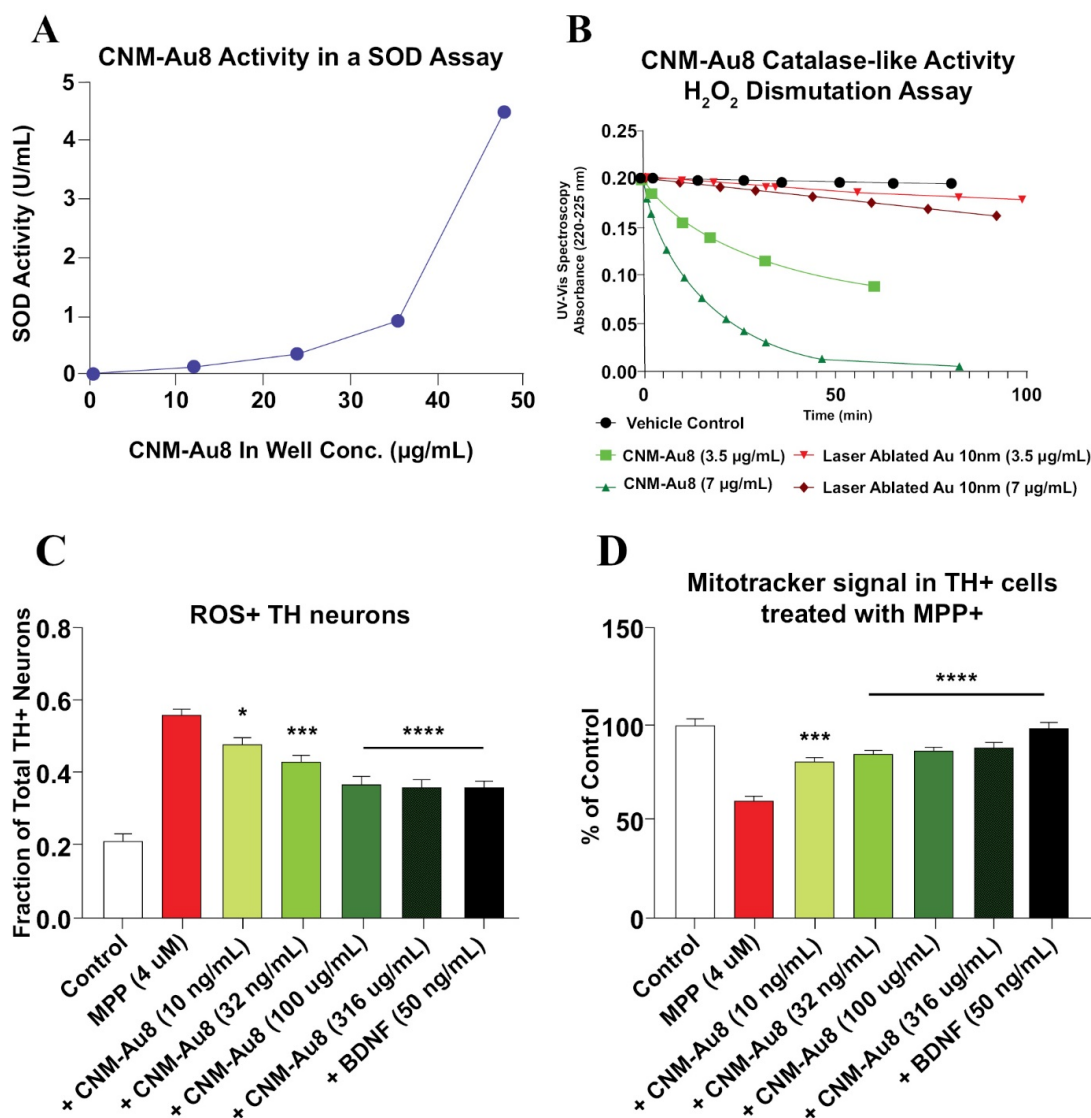 A
CNM-Au8 Activity in a SOD Assay
SOD Activity (U/mL)
5
4
3
2
1
0
0 10 20 30 40 50
CNM-Au8 In Well Conc. (µg/mL)
B
CNM-Au8 Catalase-like Activity
H₂O₂ Dismutation Assay
UV-Vis Spectroscopy
Absorbance (220-225 nm)
0.25
0.20
0.15
0.10
0.05
0.00
0 50 100
Time (min)
Vehicle Control
CNM-Au8 (3.5 µg/mL)
Laser Ablated Au 10nm (3.5 µg/mL)
CNM-Au8 (7 µg/mL)
Laser Ablated Au 10nm (7 µg/mL)
C
ROS+ TH neurons
Fraction of Total TH+ Neurons
0.8
0.6
0.4
0.2
0.0
*
***
****
Control
MPP (4 uM)
+ CNM-Au8 (10 ng/mL)
+ CNM-Au8 (32 ng/mL)
+ CNM-Au8 (100 ug/mL)
+ CNM-Au8 (316 ug/mL)
+ BDNF (50 ng/mL)
D
Mitotracker signal in TH+ cells
treated with MPP+
% of Control
150
100
50
0
***
****
Control
MPP (4 uM)
+ CNM-Au8 (10 ng/mL)
+ CNM-Au8 (32 ng/mL)
+ CNM-Au8 (100 ug/mL)
+ CNM-Au8 (316 ug/mL)
+ BDNF (50 ng/mL)